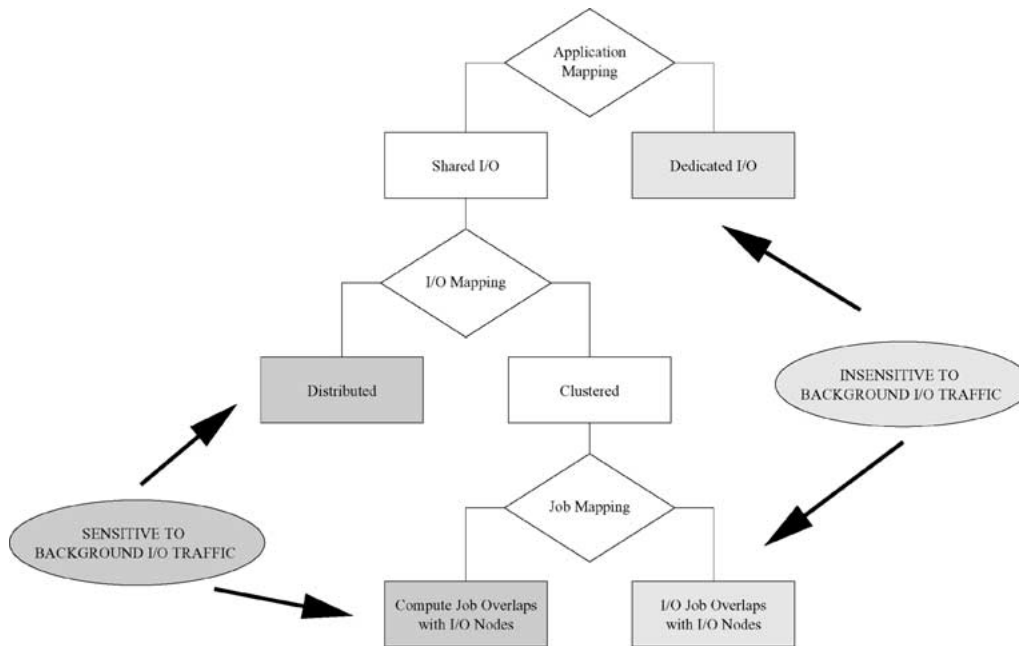 Application
Mapping
Shared I/O
Dedicated I/O
I/O Mapping
Distributed
Clustered
INSENSITIVE TO
BACKGROUND I/O TRAFFIC
Job Mapping
SENSITIVE TO
BACKGROUND I/O TRAFFIC
Compute Job Overlaps
with I/O Nodes
I/O Job Overlaps
with I/O Nodes